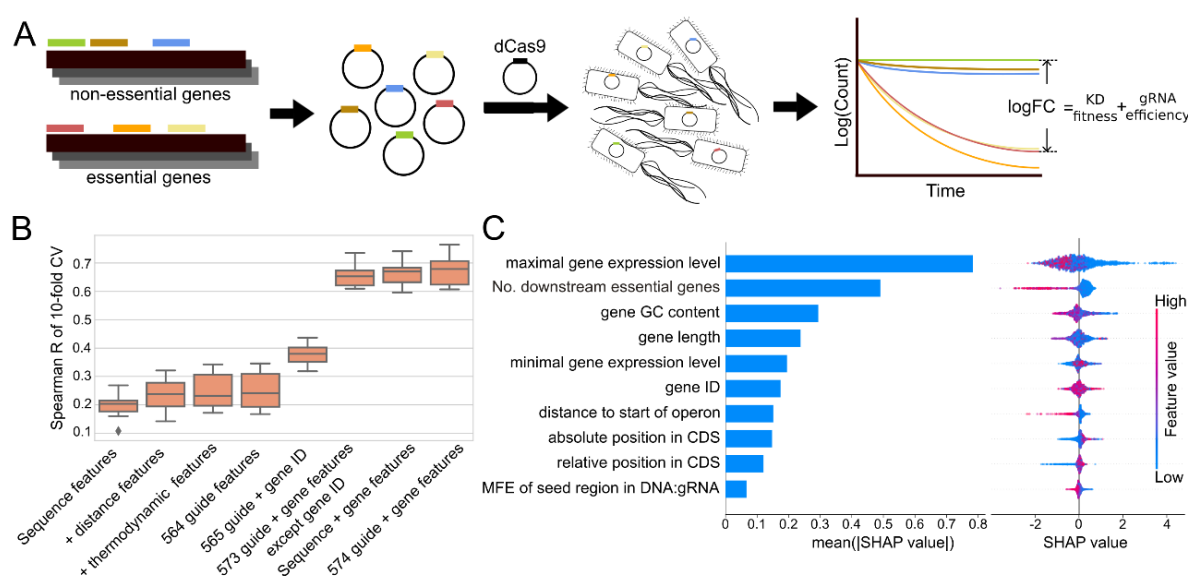 A
non-essential genes
essential genes
dCas9
Log(Count)
Time
logFC = KD fitness + gRNA efficiency
B
Spearman R of 10-fold CV
0.7
0.6
0.5
0.4
0.3
0.2
0.1
Sequence features
+ distance features
+ thermodynamic features
564 guide features
565 guide + gene ID
573 guide + gene features
except gene ID
Sequence + gene features
574 guide + gene features
C
maximal gene expression level
No. downstream essential genes
gene GC content
gene length
minimal gene expression level
gene ID
distance to start of operon
absolute position in CDS
relative position in CDS
MFE of seed region in DNA:gRNA
0 0.1 0.2 0.3 0.4 0.5 0.6 0.7 0.8
mean(|SHAP value|)
-2 0 2 4
SHAP value
High
Feature value
Low